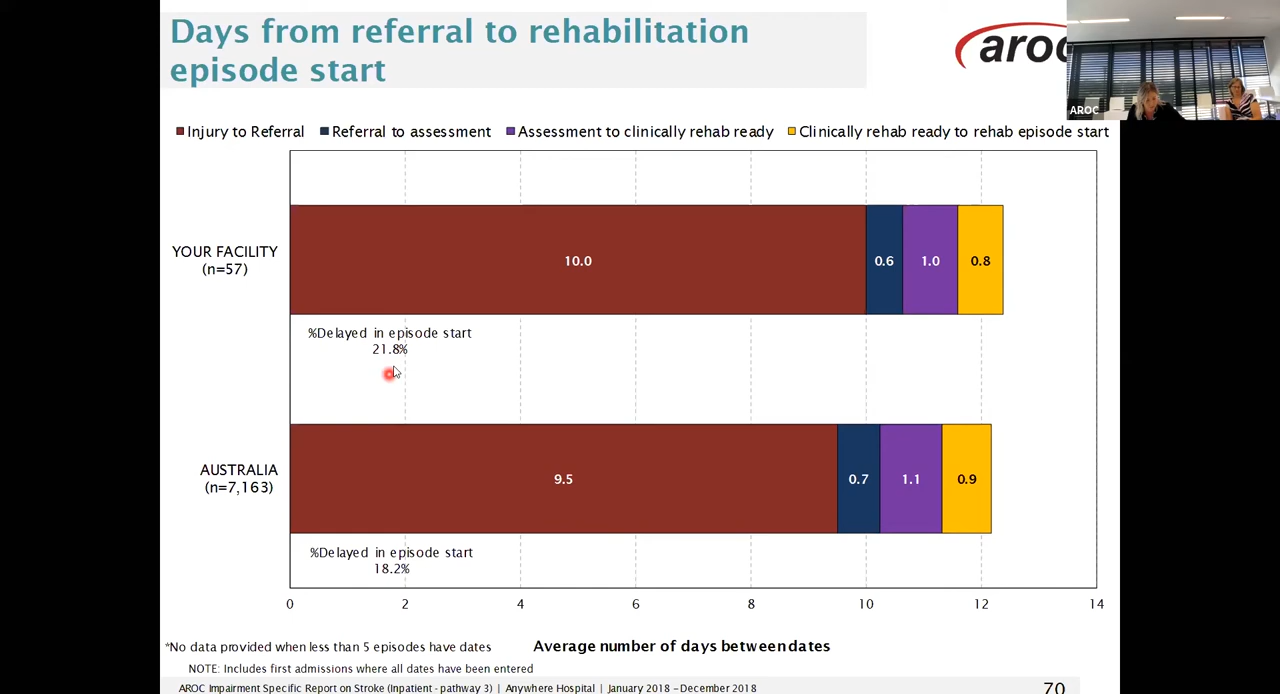 Days from referral to rehabilitation
episode start
aroc
AROC
Injury to Referral Referral to assessment Assessment to clinically rehab ready Clinically rehab ready to rehab episode start
YOUR FACILITY
(n=57)
10.0 0.6 1.0 0.8
%Delayed in episode start
21.8%
AUSTRALIA
(n=7,163)
9.5 0.7 1.1 0.9
%Delayed in episode start
18.2%
0 2 4 6 8 10 12 14
*No data provided when less than 5 episodes have dates
Average number of days between dates
NOTE: Includes first admissions where all dates have been entered
AROC Impairment Specific Report on Stroke (Inpatient - pathway 3) | Anywhere Hospital | January 2018 – December 2018
70